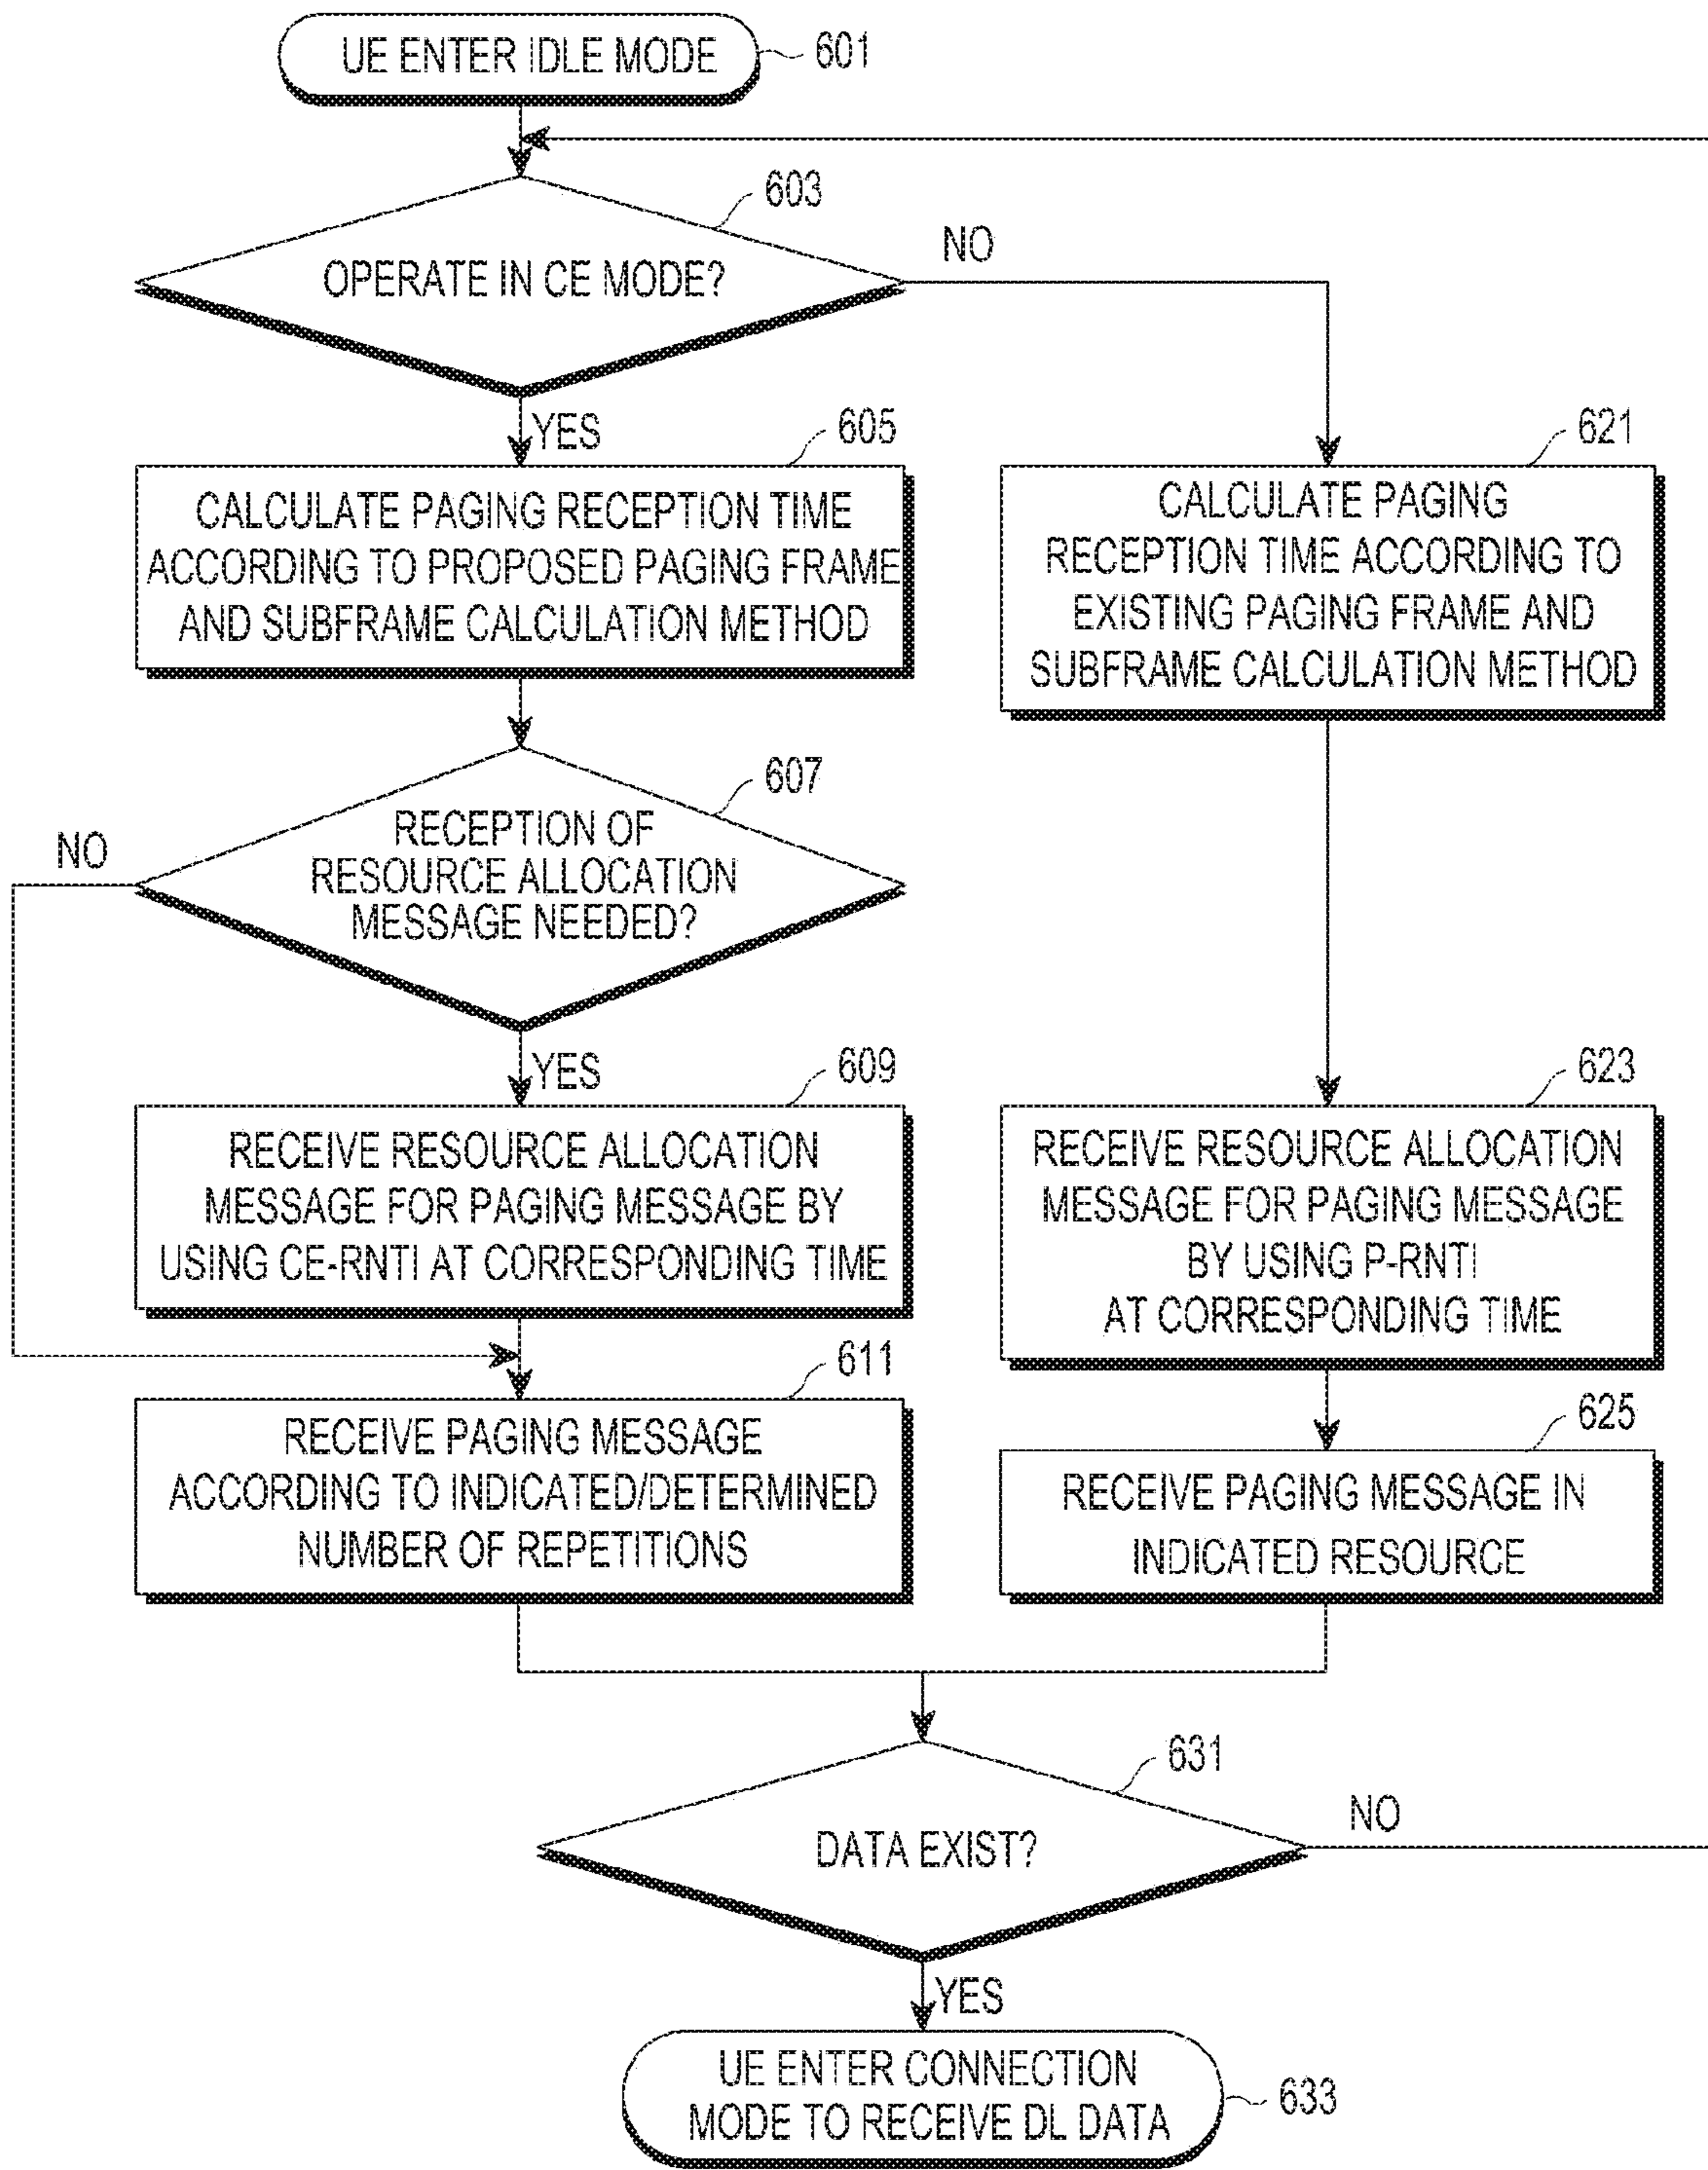 UE ENTER IDLE MODE
601
603
OPERATE IN CE MODE?
NO
YES
605
CALCULATE PAGING RECEPTION TIME
ACCORDING TO PROPOSED PAGING FRAME
AND SUBFRAME CALCULATION METHOD
621
CALCULATE PAGING
RECEPTION TIME ACCORDING TO
EXISTING PAGING FRAME AND
SUBFRAME CALCULATION METHOD
607
RECEPTION OF
RESOURCE ALLOCATION
MESSAGE NEEDED?
NO
YES
609
RECEIVE RESOURCE ALLOCATION
MESSAGE FOR PAGING MESSAGE BY
USING CE-RNTI AT CORRESPONDING TIME
623
RECEIVE RESOURCE ALLOCATION
MESSAGE FOR PAGING MESSAGE
BY USING P-RNTI
AT CORRESPONDING TIME
611
RECEIVE PAGING MESSAGE
ACCORDING TO INDICATED/DETERMINED
NUMBER OF REPETITIONS
625
RECEIVE PAGING MESSAGE IN
INDICATED RESOURCE
631
DATA EXIST?
NO
YES
UE ENTER CONNECTION
MODE TO RECEIVE DL DATA
633